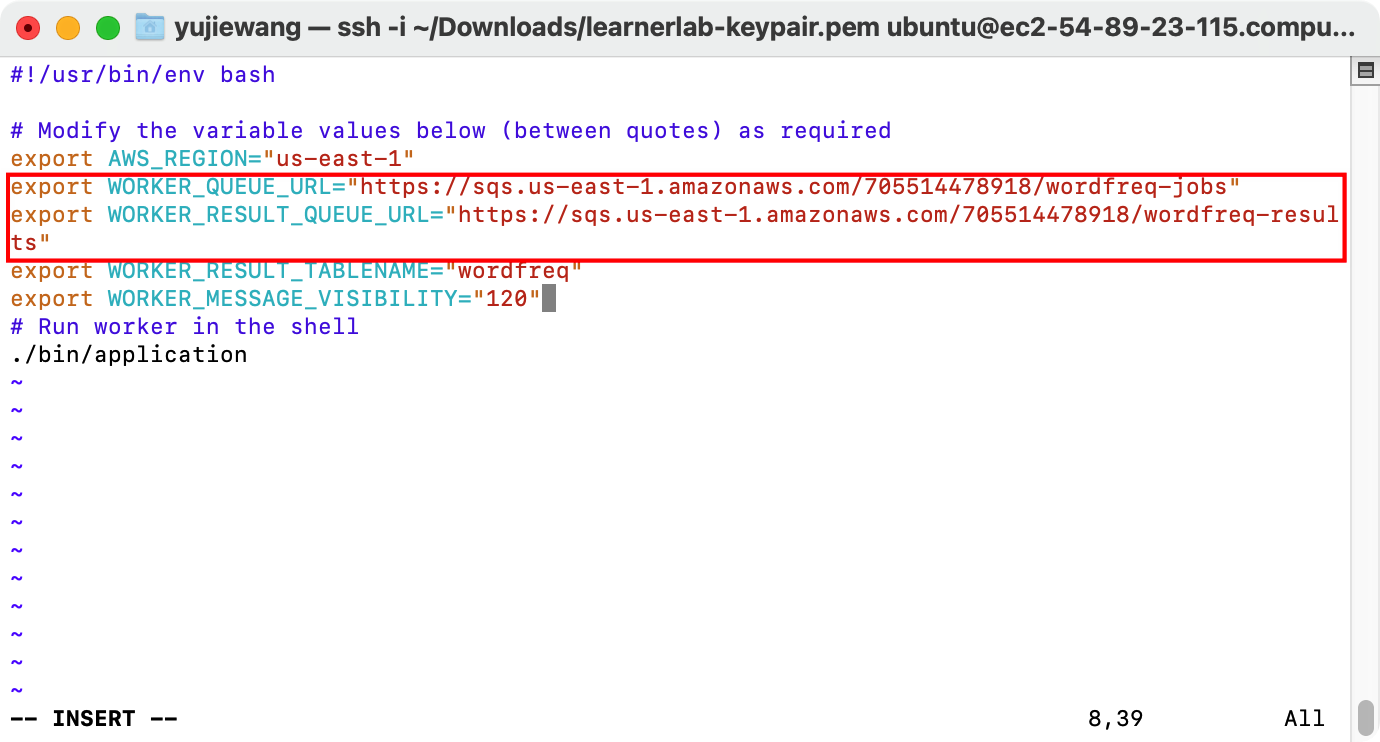 yujiewang — ssh -i ~/Downloads/learnerlab-keypair.pem ubuntu@ec2-54-89-23-115.compu...
#!/usr/bin/env bash
# Modify the variable values below (between quotes) as required
export AWS_REGION="us-east-1"
export WORKER_QUEUE_URL="https://sqs.us-east-1.amazonaws.com/705514478918/wordfreq-jobs"
export WORKER_RESULT_QUEUE_URL="https://sqs.us-east-1.amazonaws.com/705514478918/wordfreq-resul
ts"
export WORKER_RESULT_TABLENAME="wordfreq"
export WORKER_MESSAGE_VISIBILITY="120"
# Run worker in the shell
./bin/application
~
~
~
~
~
~
~
~
~
~
~
~
-- INSERT -- 8,39 All